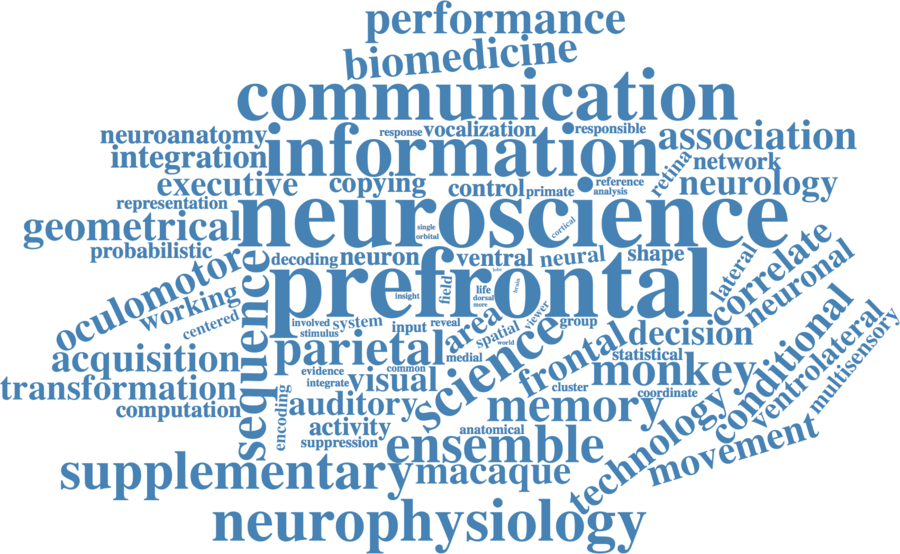 performance
biomedicine
communication
neuroanatomy
response
vocalization
responsible
association
integration
information
retina
network
executive
copying
control
primate
reference
analysis
neurology
representation
geometrical
neuroscience
single
orbital
cortical
probabilistic
decoding
neuron
ventral
neural
shape
lateral
correlate
oculomotor
working
centered
sequence
prefrontal
insight
field
life
dorsal
more
brain
viewer
neuronal
involved
stimulus
system
input
reveal
area
spatial
world
group
decision
conditional
ventrolateral
multisensory
acquisition
parietal
medial
science
frontal
statistical
monkey
transformation
evidence
integrate
common
visual
cluster
coordinate
computation
encoding
auditory
memory
technology
activity
suppression
anatomical
ensemble
movement
supplementary
macaque
neurophysiology